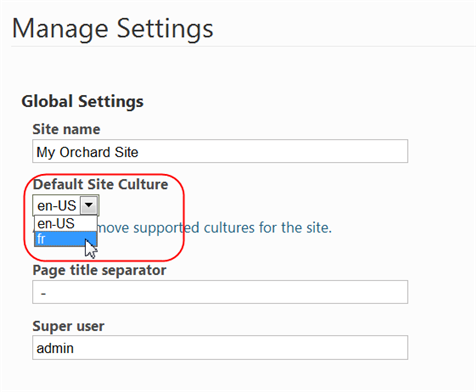 Manage Settings
Global Settings
Site name
My Orchard Site
Default Site Culture
en-US
en-US
fr
move supported cultures for the site.
Page title separator
-
Super user
admin